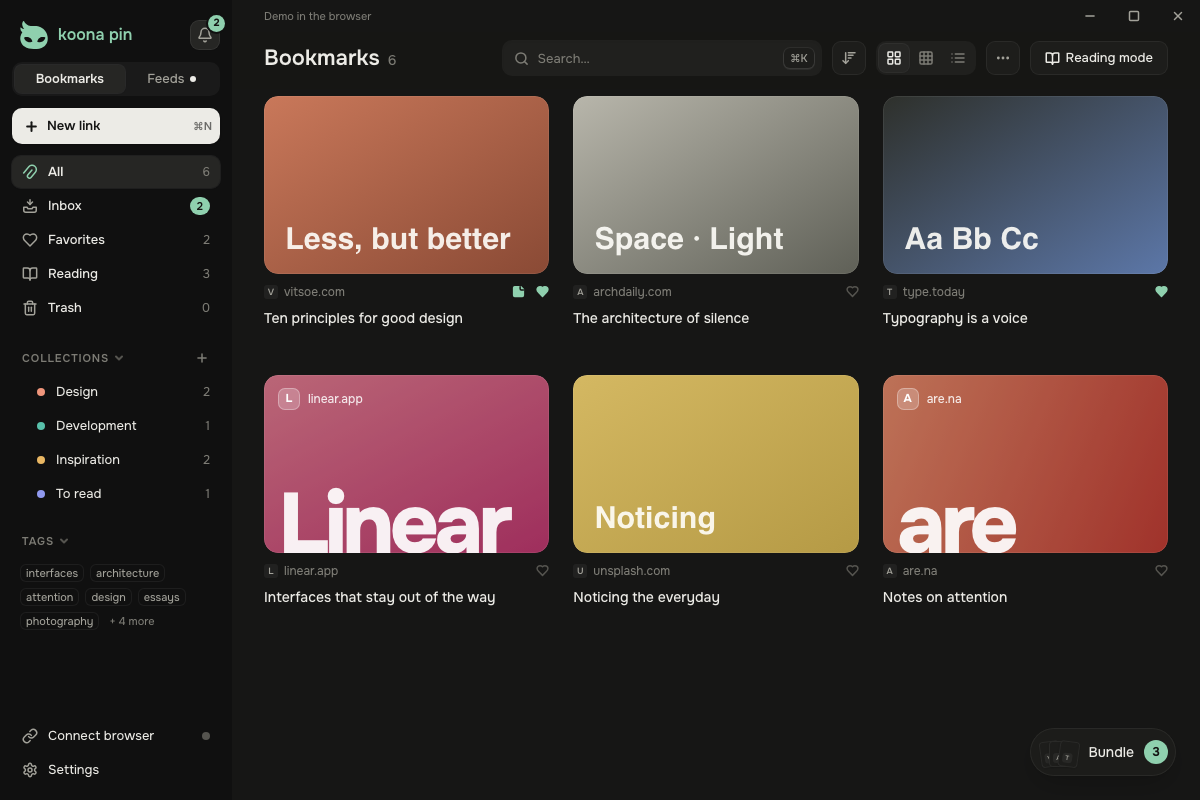 koona pin
2
Bookmarks
Feeds
New link
⌘N
All
6
Inbox
2
Favorites
2
Reading
3
Trash
0
COLLECTIONS
Design
2
Development
1
Inspiration
2
To read
1
TAGS
interfaces
architecture
attention
design
essays
photography
+ 4 more
Connect browser
Settings
Demo in the browser
Bookmarks 6
Search...
⌘K
Reading mode
Less, but better
V vitsoe.com
Ten principles for good design
Space · Light
A archdaily.com
The architecture of silence
Aa Bb Cc
T type.today
Typography is a voice
L linear.app
Linear
L linear.app
Interfaces that stay out of the way
Noticing
U unsplash.com
Noticing the everyday
A are.na
are
A are.na
Notes on attention
Bundle
3